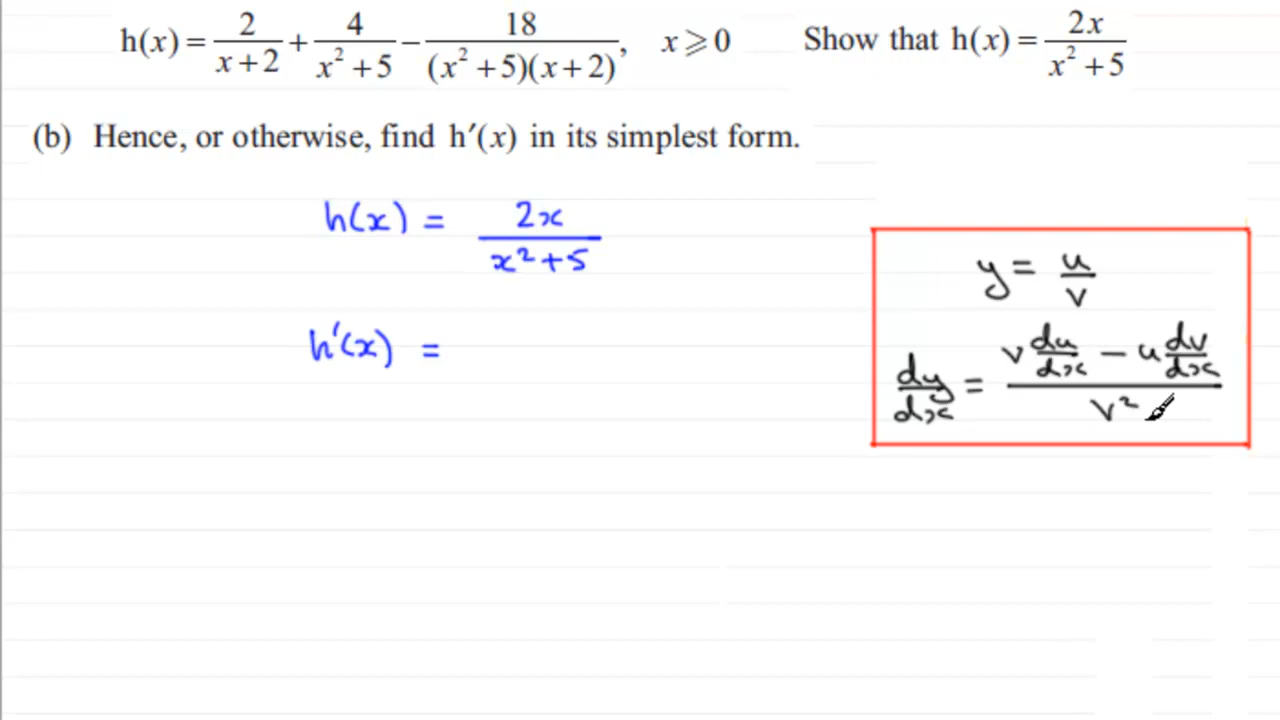 h(x) = 2/(x+2) + 4/(x²+5) − 18/((x²+5)(x+2)), x ⩾ 0 Show that h(x) = 2x/(x²+5)
(b) Hence, or otherwise, find h′(x) in its simplest form.
h(x) = 2x/(x²+5)
h'(x) =
y = u/v
dy/dx = (v du/dx − u dv/dx)/v²